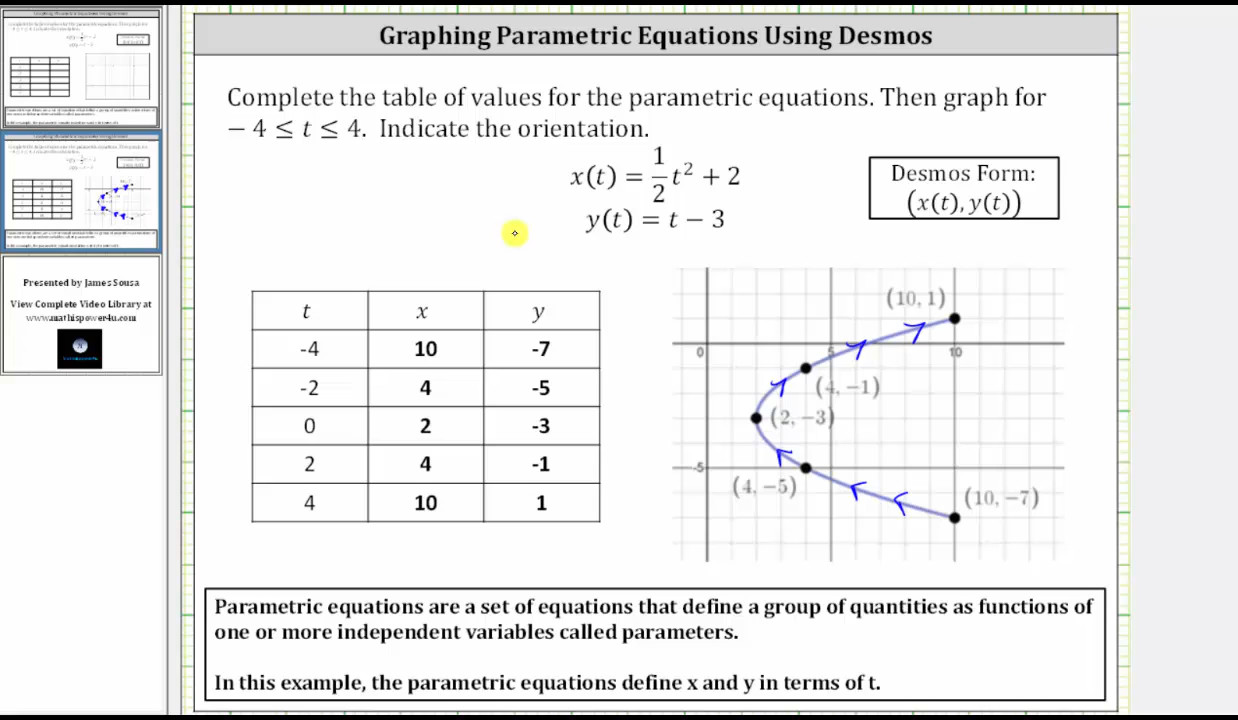 Graphing Parametric Equations Using Desmos
Complete the table of values for the parametric equations. Then graph for
− 4 ≤ t ≤ 4. Indicate the orientation.
x(t) = 1/2 t² + 2
y(t) = t − 3
Desmos Form:
(x(t), y(t))
t x y
-4 10 -7
-2 4 -5
0 2 -3
2 4 -1
4 10 1
(10, 1)
0 5 10
(4, −1)
(2, −3)
-5
(4, −5)
(10, −7)
Parametric equations are a set of equations that define a group of quantities as functions of
one or more independent variables called parameters.
In this example, the parametric equations define x and y in terms of t.
Presented by James Sousa
View Complete Video Library at
www.mathispower4u.com